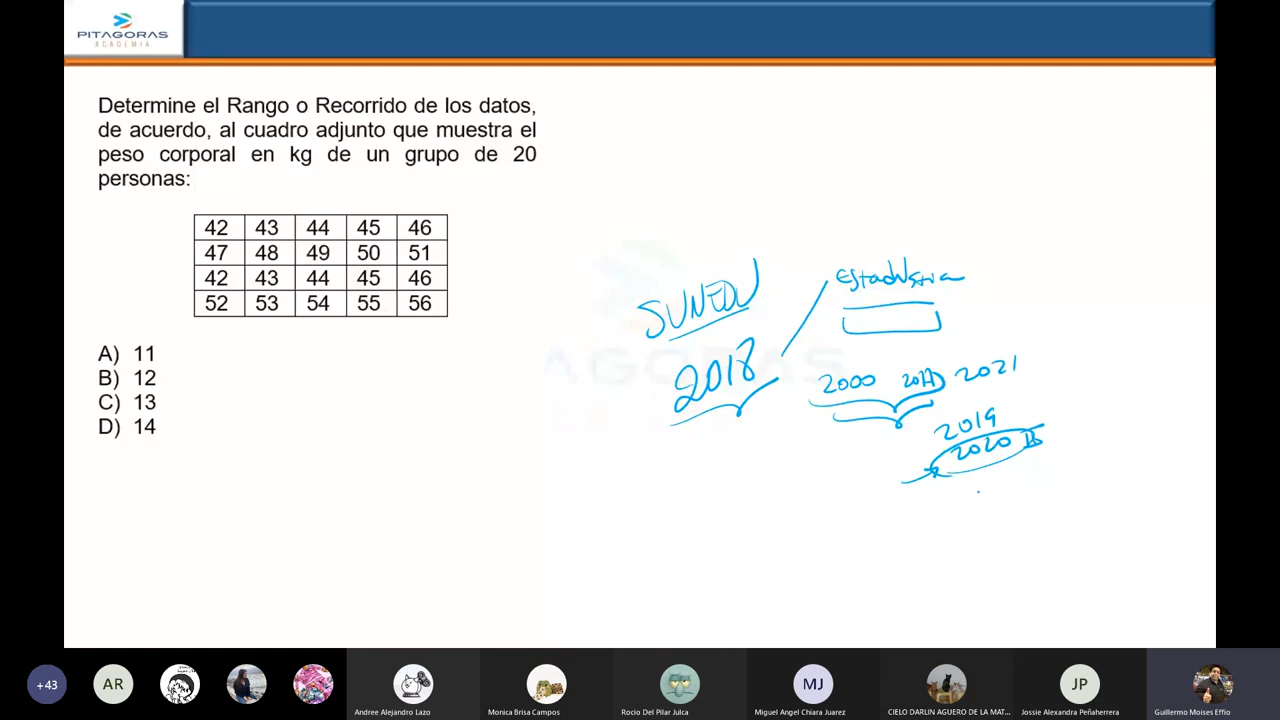 PITAGORAS
ACADEMIA
Determine el Rango o Recorrido de los datos,
de acuerdo, al cuadro adjunto que muestra el
peso corporal en kg de un grupo de 20
personas:
42 43 44 45 46
47 48 49 50 51
42 43 44 45 46
52 53 54 55 56
A) 11
B) 12
C) 13
D) 14
SUNEDU
2018
Estadística
2000 2021
2019
2020
+43
AR
MJ
JP
Andree Alejandro Lazo
Monica Brisa Campos
Rocio Del Pilar Julca
Miguel Angel Chiara Juarez
CIELO DARLIN AGUERO DE LA MAT...
Jossie Alexandra Peñaherrera
Guillermo Moises Effio